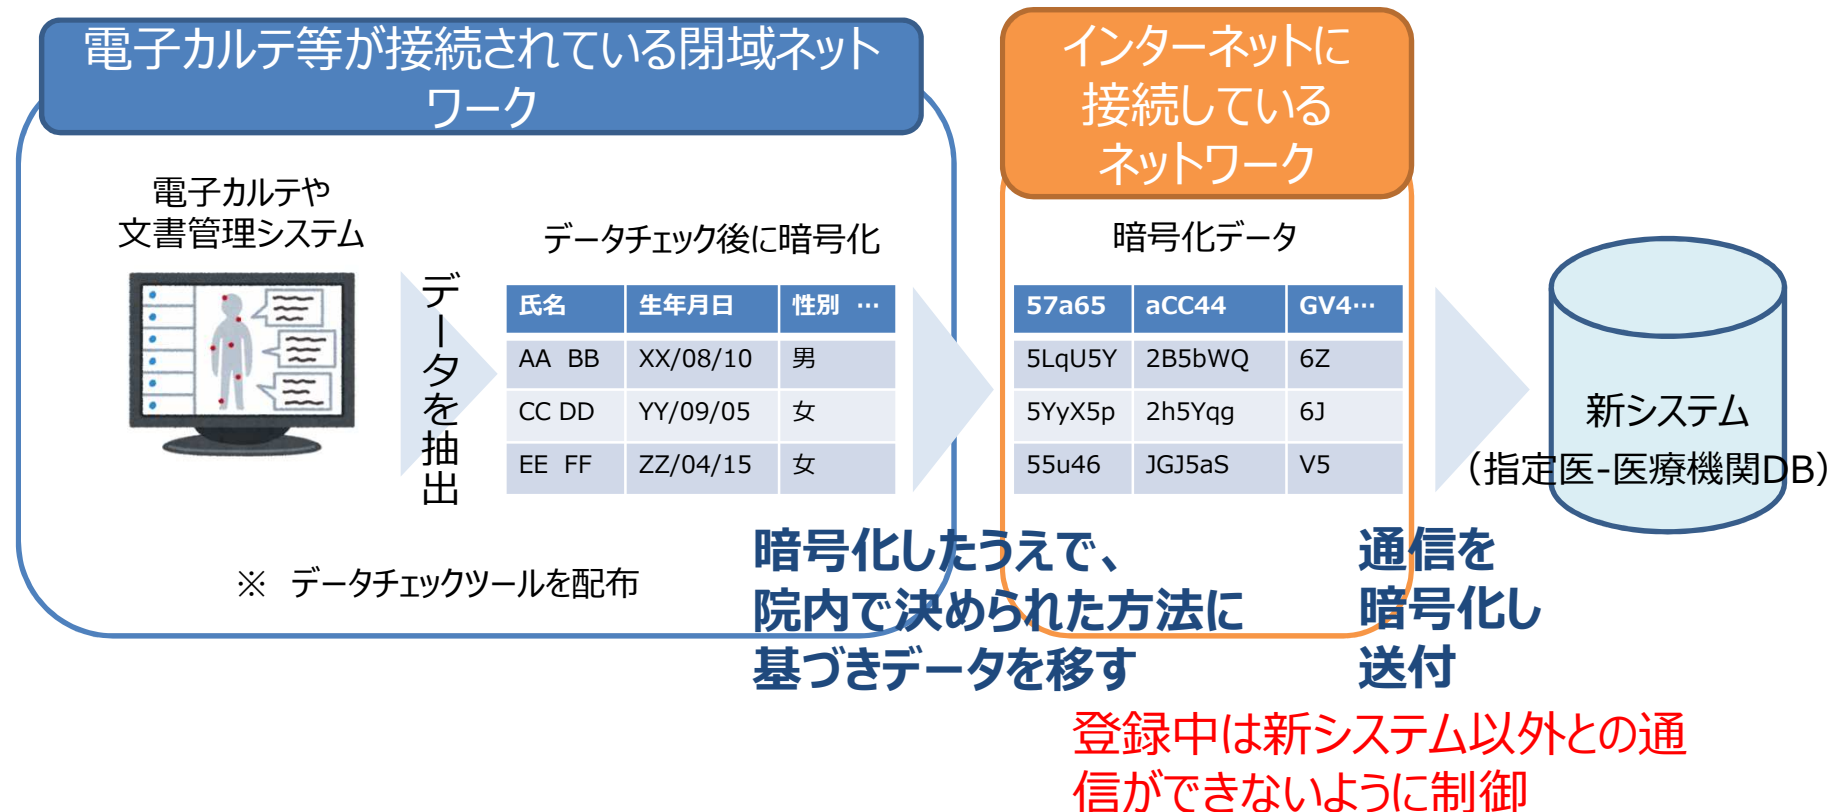 電子カルテ等が接続されている閉域ネット
ワーク
電子カルテや
文書管理システム
データを抽出
データチェック後に暗号化
氏名 生年月日 性別 …
AA BB XX/08/10 男
CC DD YY/09/05 女
EE FF ZZ/04/15 女
※ データチェックツールを配布
暗号化したうえで、
院内で決められた方法に
基づきデータを移す
インターネットに
接続している
ネットワーク
暗号化データ
57a65 aCC44 GV4…
5LqU5Y 2B5bWQ 6Z
5YyX5p 2h5Yqg 6J
55u46 JGJ5aS V5
通信を
暗号化し
送付
新システム
（指定医-医療機関DB）
登録中は新システム以外との通
信ができないように制御